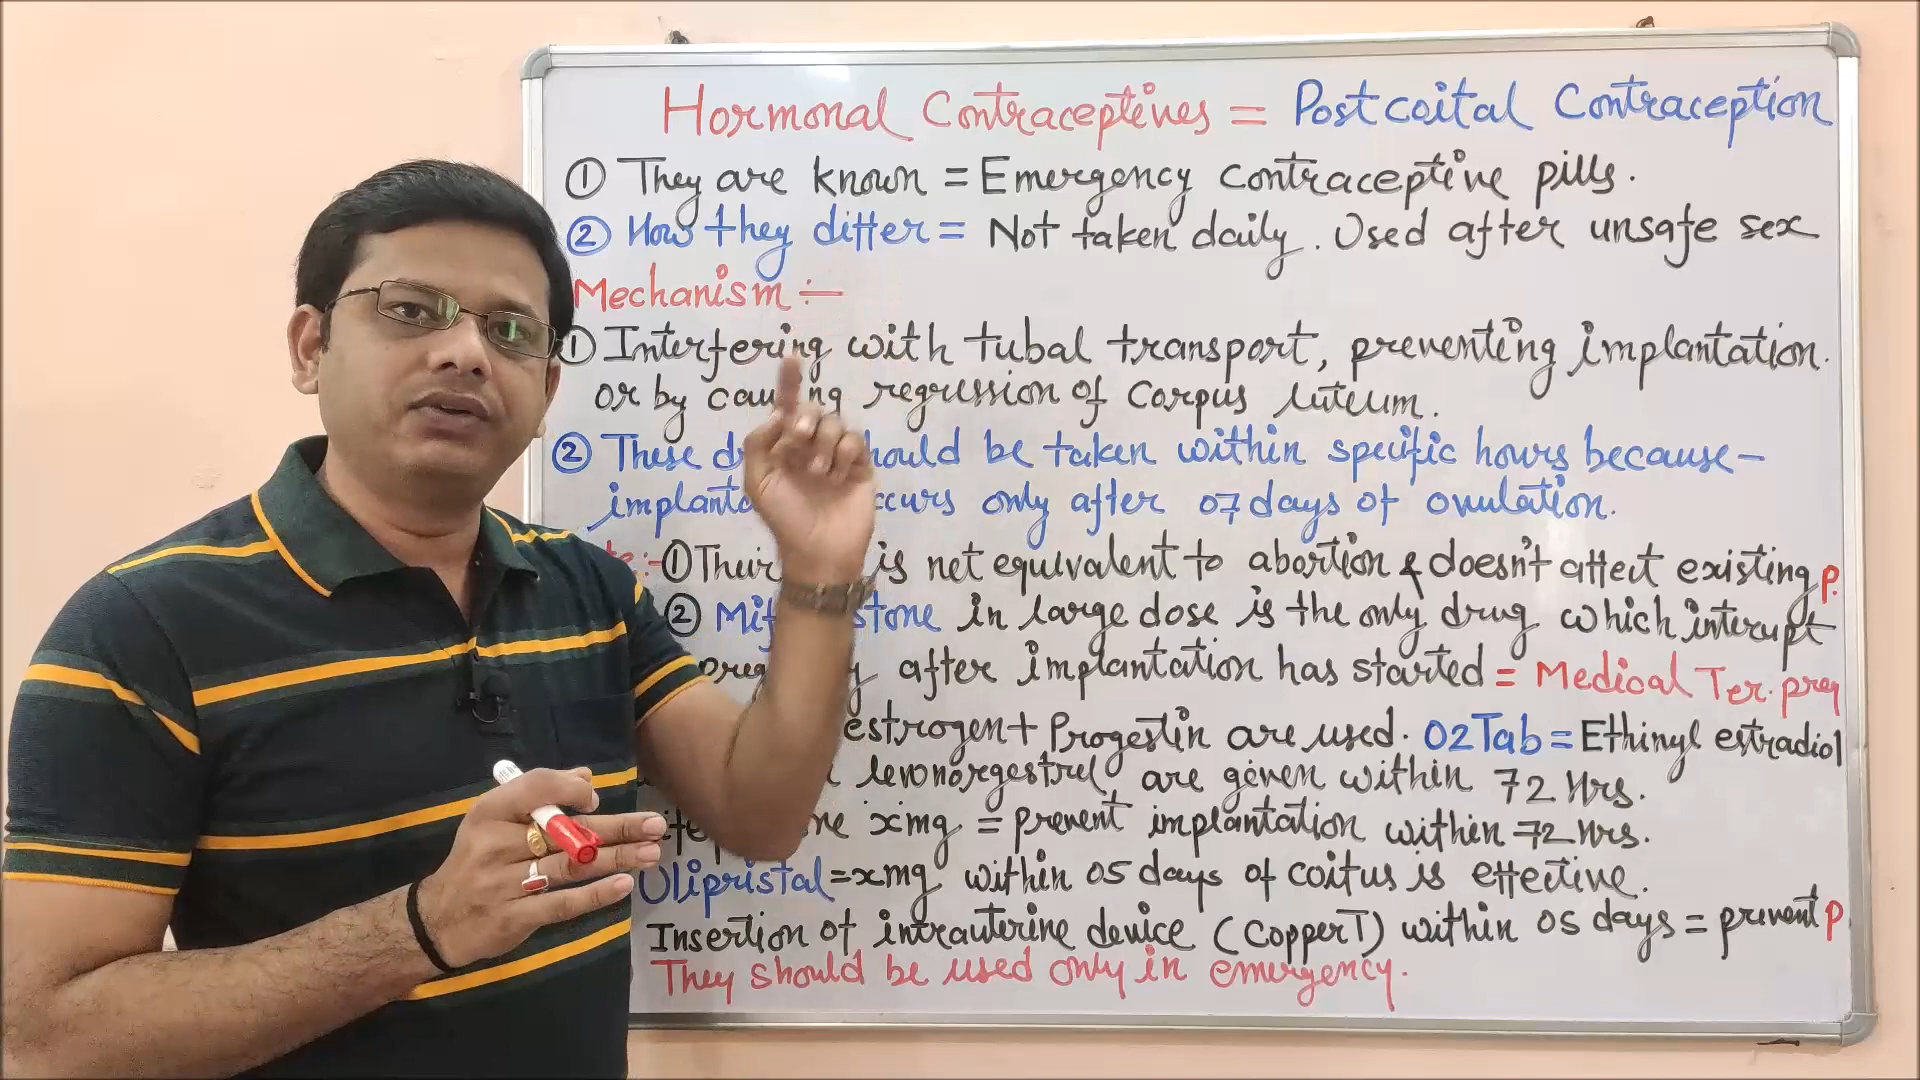 Hormonal Contraceptives = Postcoital Contraception
① They are known = Emergency contraceptive pills.
② How they differ = Not taken daily. Used after unsafe sex
Mechanism :-
① Interfering with tubal transport, preventing implantation.
or by causing regression of Corpus luteum.
② These should be taken within specific hours because-
only after 07 days of ovulation.
① Their is not equivalent to abortion & doesn't affect existing p.
② in large dose is the only drug which interupt
after implantation has started = Medical Ter. preg
estrogen + Progestin are used. 02 Tab = Ethinyl estradiol
levonorgestrel are given within 72 Hrs.
xmg = prevent implantation within 72 Hrs.
Ulipristal = xmg within 05 days of coitus is effective.
Insertion of intrauterine device (Copper T) within 05 days = prevent p
They should be used only in emergency.